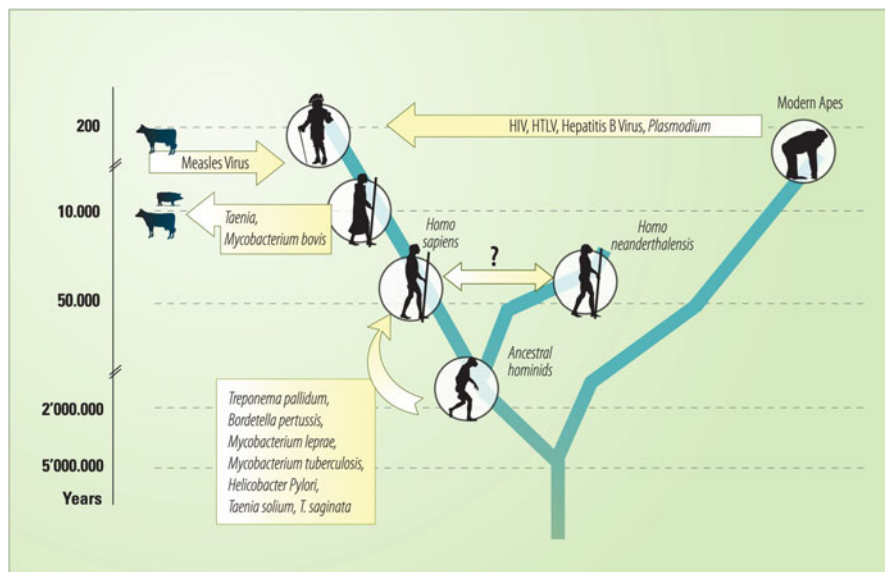 Modern Apes
200
HIV, HTLV, Hepatitis B Virus, Plasmodium
Measles Virus
10.000
Taenia,
Mycobacterium bovis
Homo
sapiens
?
Homo
neanderthalensis
50.000
Ancestral
hominids
2'000.000
5'000.000
Years
Treponema pallidum,
Bordetella pertussis,
Mycobacterium leprae,
Mycobacterium tuberculosis,
Helicobacter Pylori,
Taenia solium, T. saginata